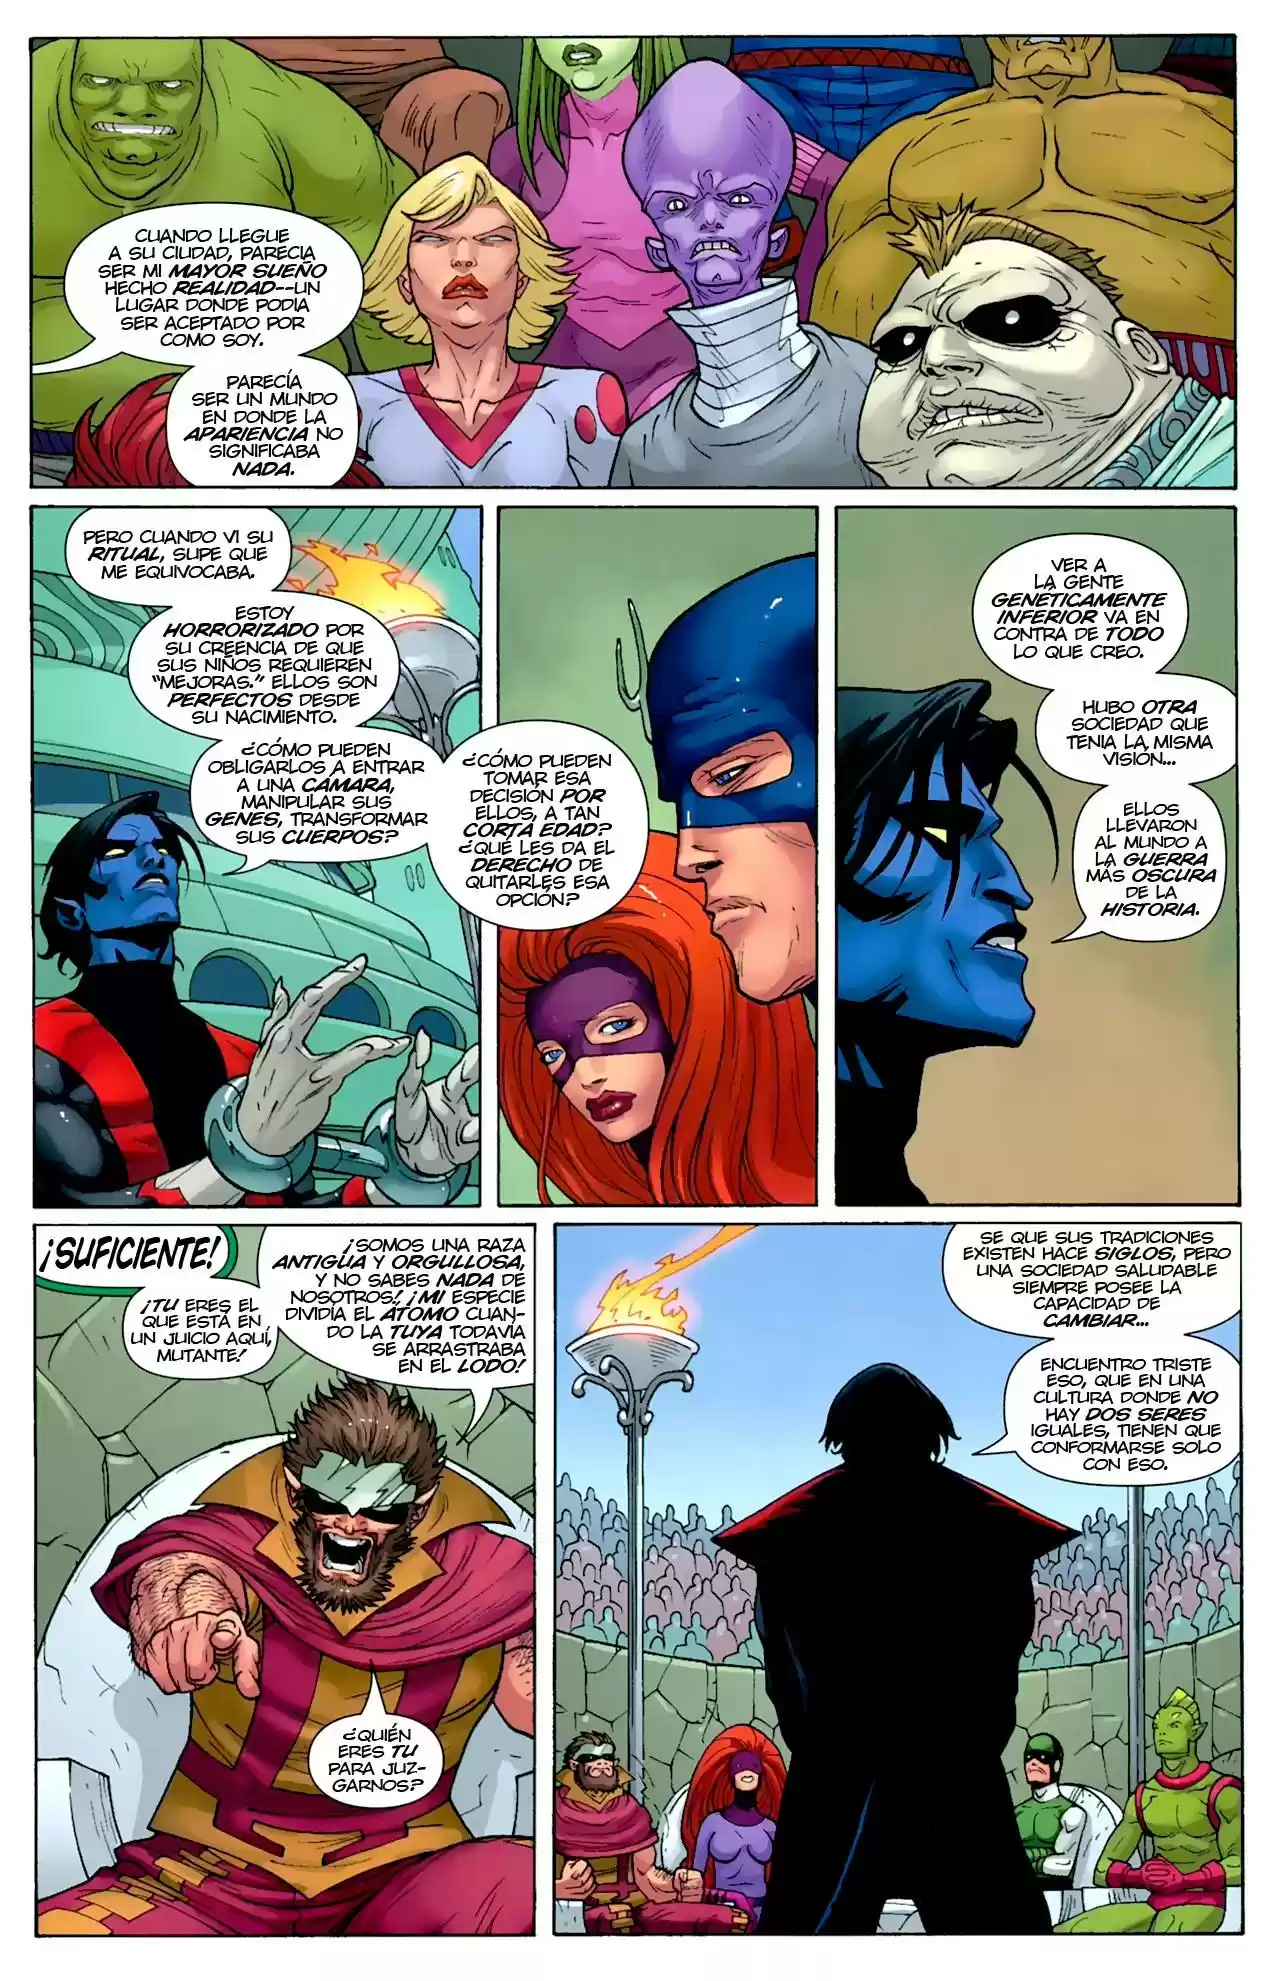 CUANDO LLEGUE
A SU CIUDAD, PARECIA
SER MI MAYOR SUEÑO
HECHO REALIDAD--UN
LUGAR DONDE PODIA
SER ACEPTADO POR
COMO SOY.
PARECÍA
SER UN MUNDO
EN DONDE LA
APARIENCIA NO
SIGNIFICABA
NADA.
PERO CUANDO VI SU
RITUAL, SUPE QUE
ME EQUIVOCABA.
ESTOY
HORRORIZADO POR
SU CREENCIA DE QUE
SUS NIÑOS REQUIEREN
"MEJORAS." ELLOS SON
PERFECTOS DESDE
SU NACIMIENTO.
¿CÓMO PUEDEN
OBLIGARLOS A ENTRAR
A UNA CÁMARA,
MANIPULAR SUS
GENES, TRANSFORMAR
SUS CUERPOS?
¿CÓMO PUEDEN
TOMAR ESA
DECISIÓN POR
ELLOS, A TAN
CORTA EDAD?
¿QUÉ LES DA EL
DERECHO DE
QUITARLES ESA
OPCIÓN?
VER A
LA GENTE
GENÉTICAMENTE
INFERIOR VA EN
CONTRA DE TODO
LO QUE CREO.
HUBO OTRA
SOCIEDAD QUE
TENIA LA MISMA
VISIÓN...
ELLOS
LLEVARON
AL MUNDO A
LA GUERRA
MÁS OSCURA
DE LA
HISTORIA.
¡SUFICIENTE!
¡TU ERES EL
QUE ESTÁ EN
UN JUICIO AQUÍ,
MUTANTE!
¡SOMOS UNA RAZA
ANTIGUA Y ORGULLOSA,
Y NO SABES NADA DE
NOSOTROS! ¡MI ESPECIE
DIVIDÍA EL ÁTOMO CUAN-
DO LA TUYA TODAVÍA
SE ARRASTRABA
EN EL LODO!
¿QUIÉN
ERES TU
PARA JUZ-
GARNOS?
SE QUE SUS TRADICIONES
EXISTEN HACE SIGLOS, PERO
UNA SOCIEDAD SALUDABLE
SIEMPRE POSEE LA
CAPACIDAD DE
CAMBIAR...
ENCUENTRO TRISTE
ESO, QUE EN UNA
CULTURA DONDE NO
HAY DOS SERES
IGUALES, TIENEN QUE
CONFORMARSE SOLO
CON ESO.